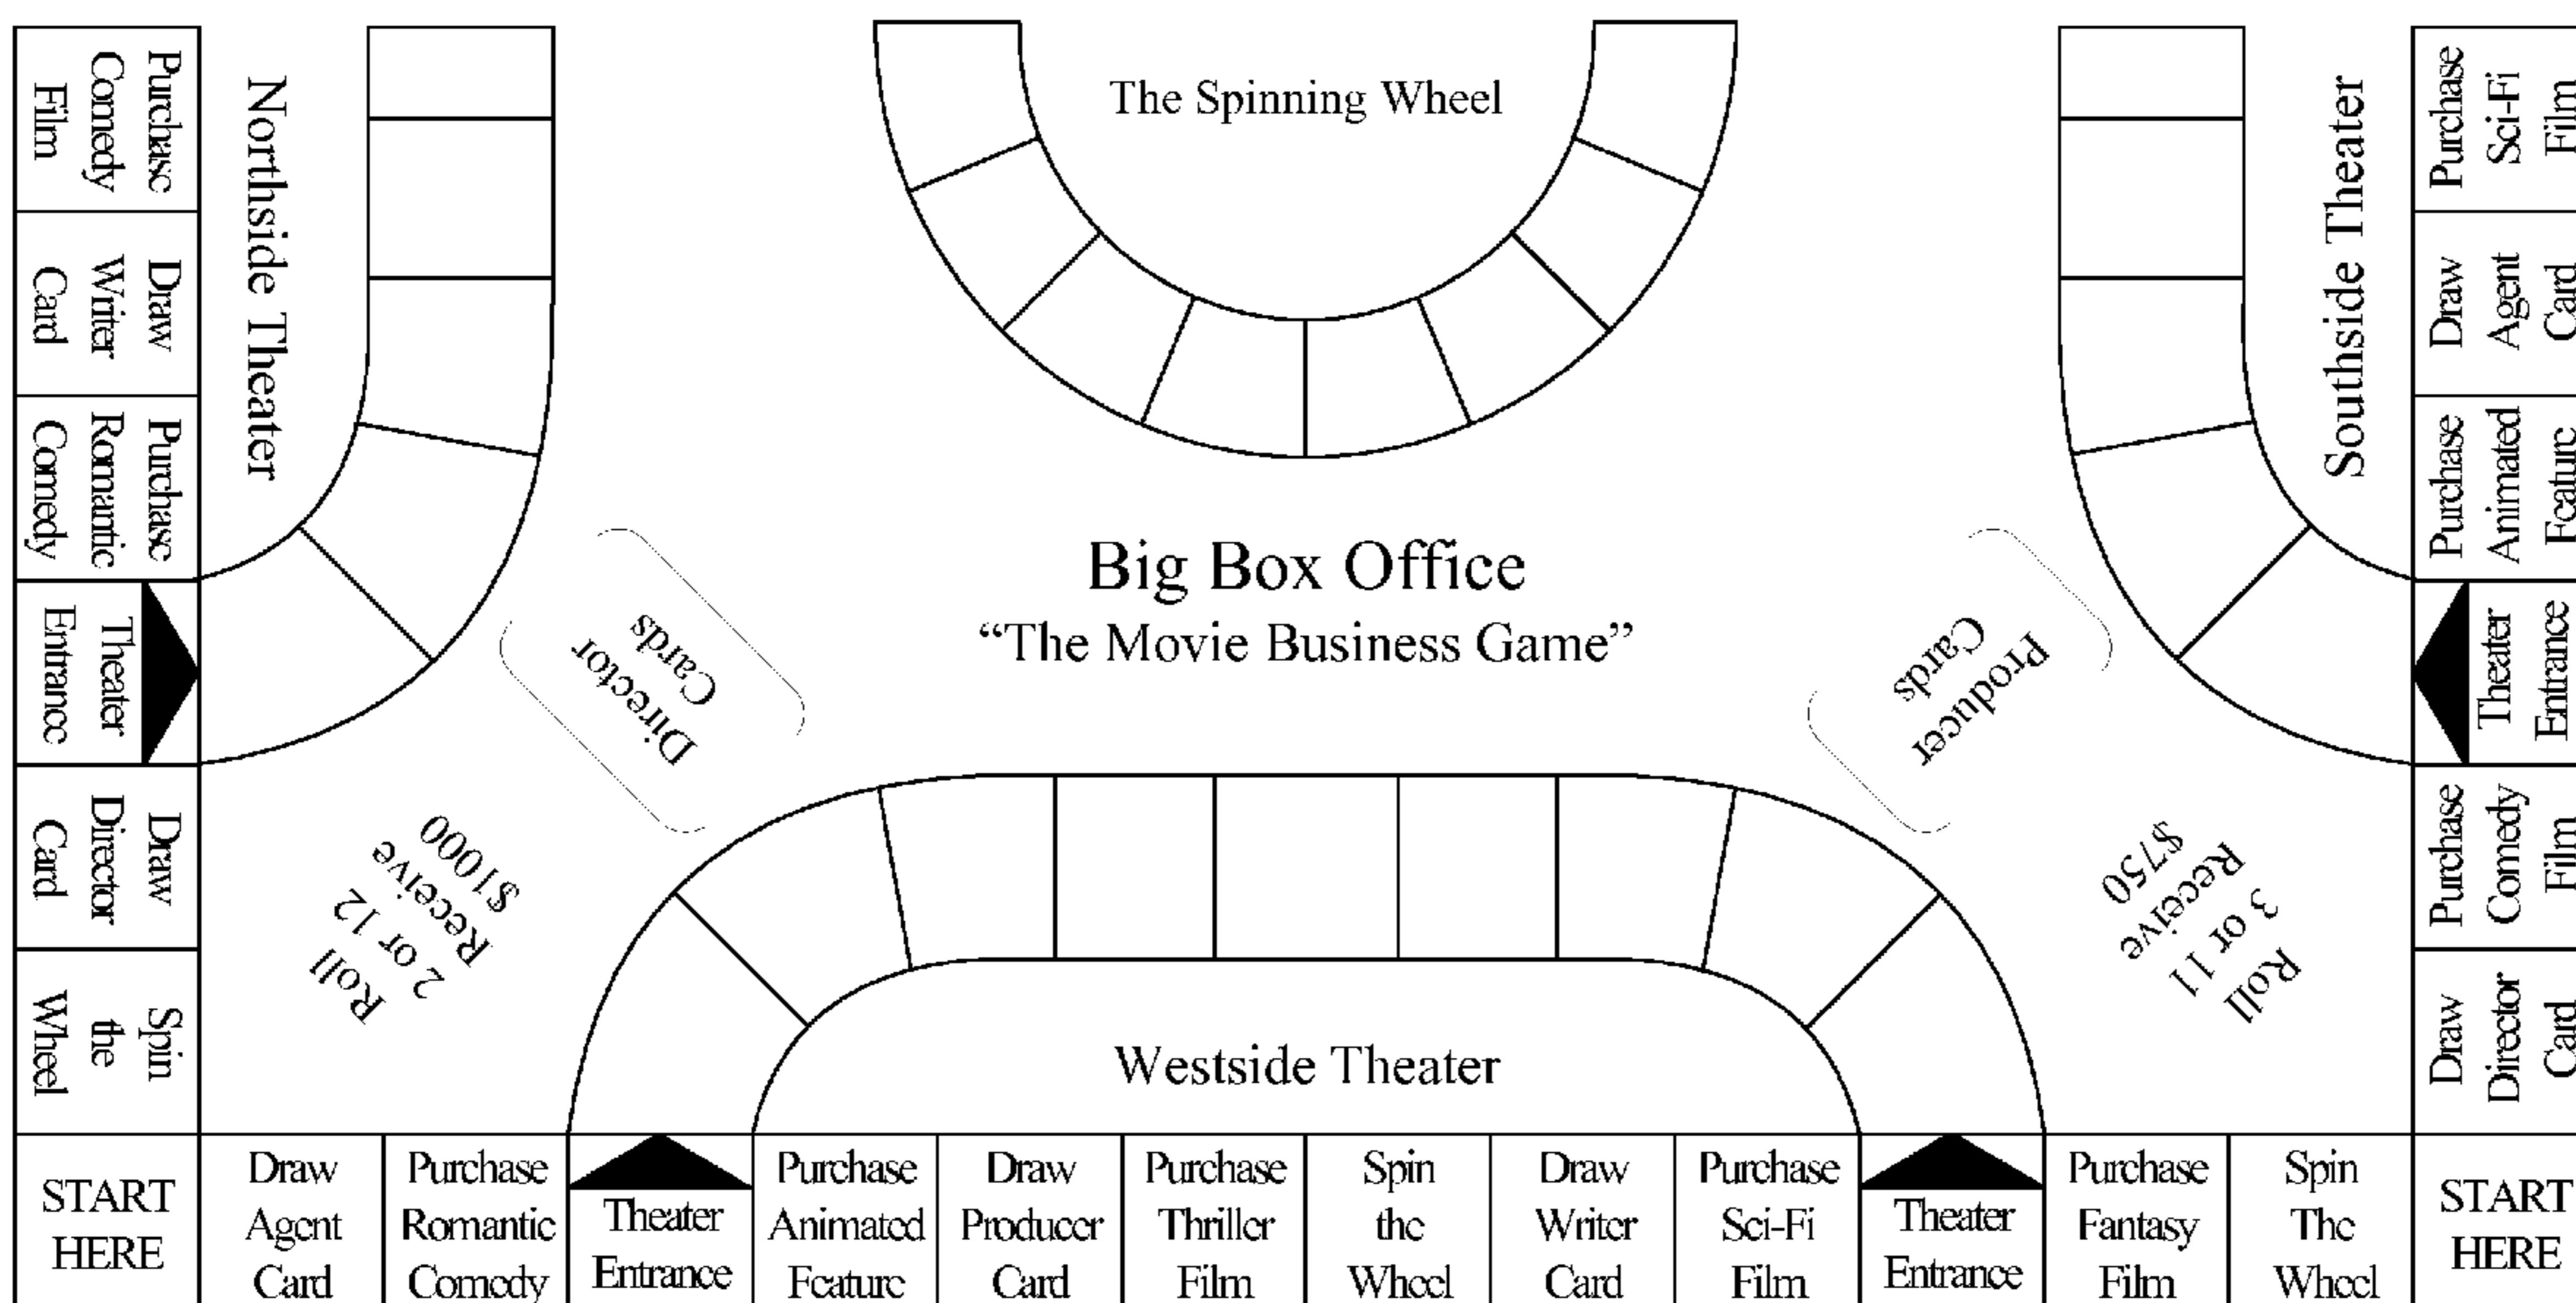 Purchase
Comedy
Film
Draw
Writer
Card
Purchase
Romantic
Comedy
Theater
Entrance
Draw
Director
Card
Spin
the
Wheel
Northside Theater
The Spinning Wheel
Southside Theater
Purchase
Sci-Fi
Film
Draw
Agent
Card
Purchase
Animated
Feature
Theater
Entrance
Purchase
Comedy
Film
Draw
Director
Card
Big Box Office
“The Movie Business Game”
Director
Cards
Producer
Cards
Roll
2 or 12
Receive
$1000
Roll
3 or 11
Receive
$750
Westside Theater
START
HERE
Draw
Agent
Card
Purchase
Romantic
Comedy
Theater
Entrance
Purchase
Animated
Feature
Draw
Producer
Card
Purchase
Thriller
Film
Spin
the
Wheel
Draw
Writer
Card
Purchase
Sci-Fi
Film
Theater
Entrance
Purchase
Fantasy
Film
Spin
The
Wheel
START
HERE